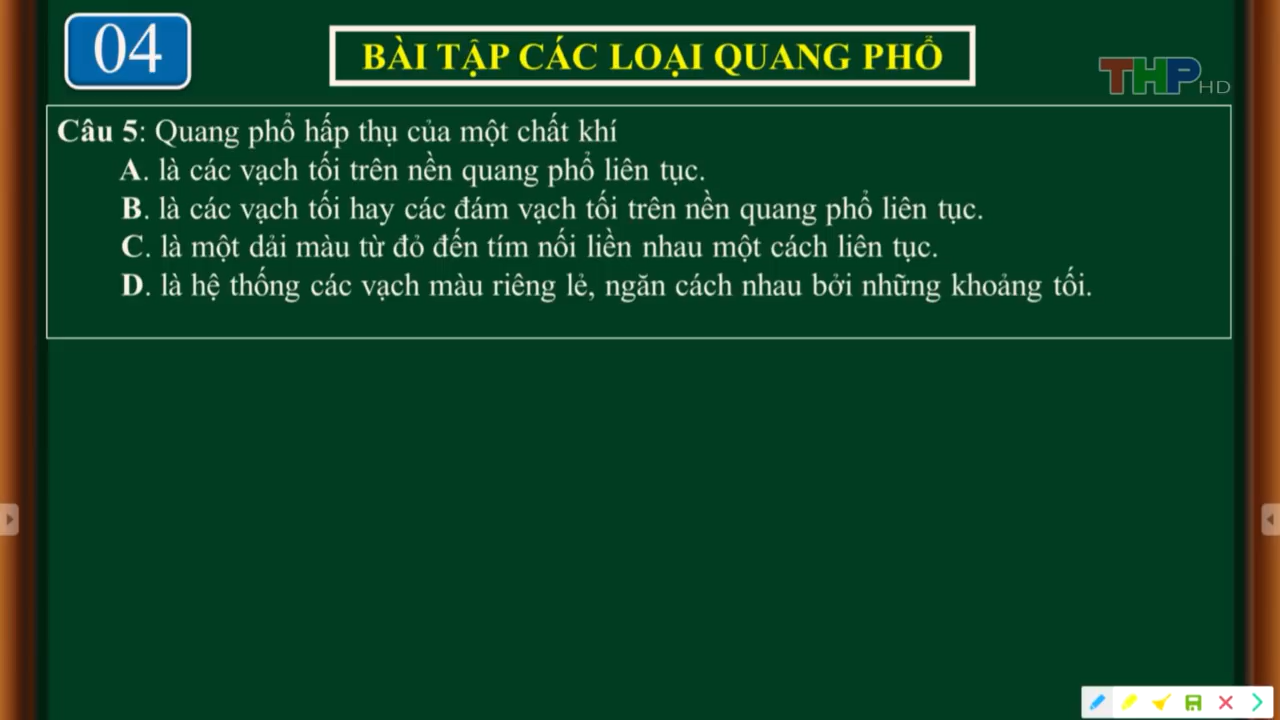 04
BÀI TẬP CÁC LOẠI QUANG PHỔ
THP HD
Câu 5: Quang phổ hấp thụ của một chất khí
A. là các vạch tối trên nền quang phổ liên tục.
B. là các vạch tối hay các đám vạch tối trên nền quang phổ liên tục.
C. là một dải màu từ đỏ đến tím nối liền nhau một cách liên tục.
D. là hệ thống các vạch màu riêng lẻ, ngăn cách nhau bởi những khoảng tối.